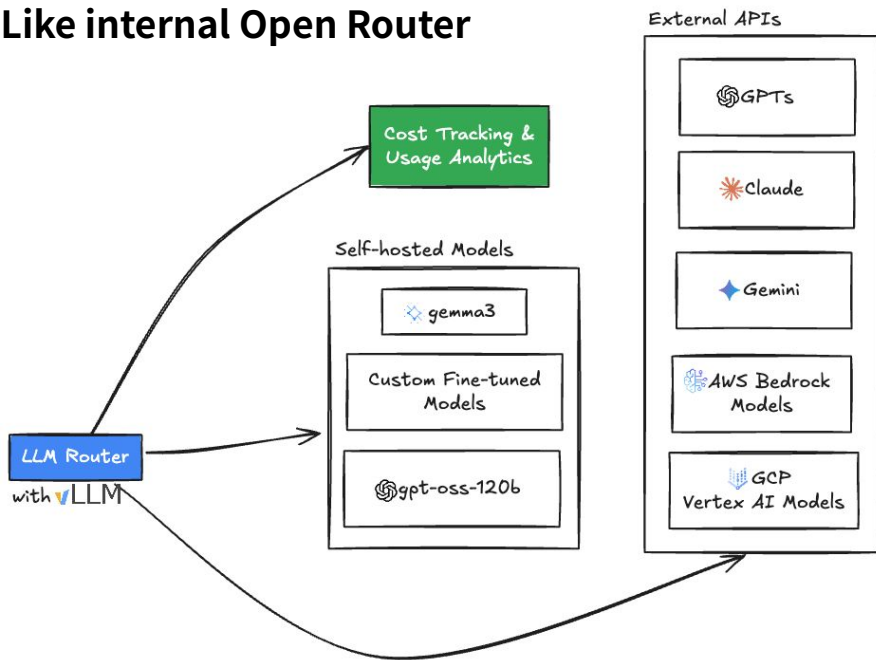 Like internal Open Router
External APIs
GPTs
Claude
Gemini
AWS Bedrock
Models
GCP
Vertex AI Models
Cost Tracking &
Usage Analytics
Self-hosted Models
gemma3
Custom Fine-tuned
Models
gpt-oss-120b
LLM Router
with vLLM